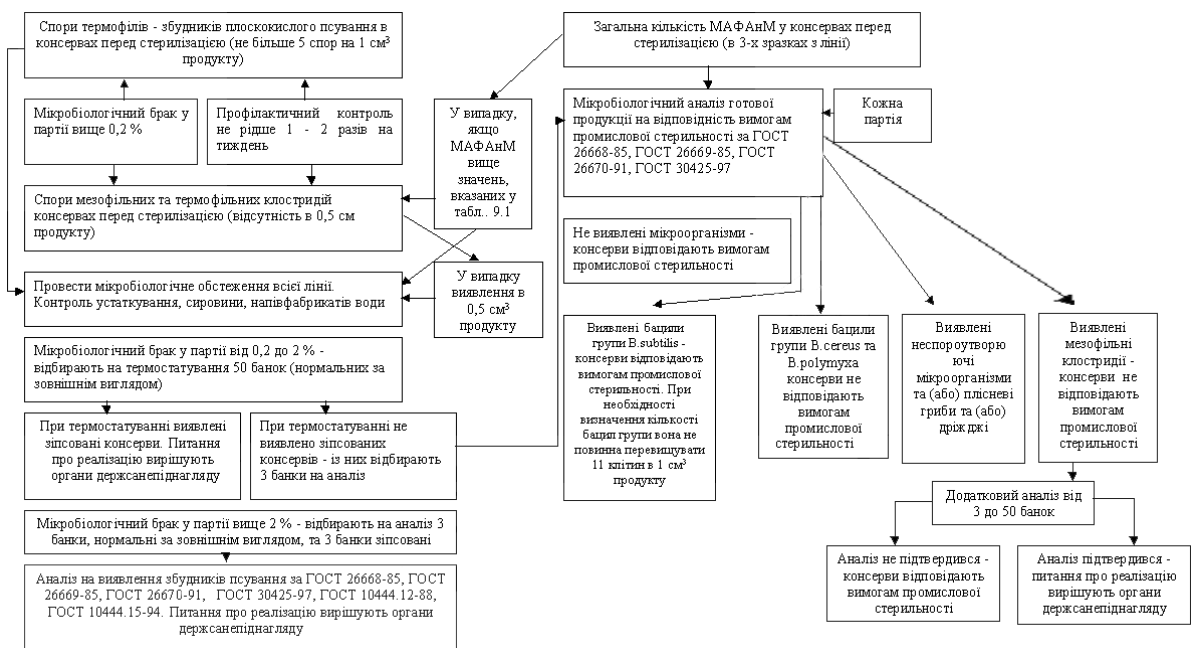 Спори термофілів - збудників плоскокислого псування в
консервах перед стерилізацією (не більше 5 спор на 1 см³
продукту)
Загальна кількість МАФАнМ у консервах перед
стерилізацією (в 3-х зразках з лінії)
Мікробіологічний брак у
партії вище 0,2 %
Профілактичний контроль
не рідше 1 - 2 разів на
тиждень
У випадку,
якщо
МАФАнМ
вище
значень,
вказаних у
табл.. 9.1
Мікробіологічний аналіз готової
продукції на відповідність вимогам
промислової стерильності за ГОСТ
26668-85, ГОСТ 26669-85, ГОСТ
26670-91, ГОСТ 30425-97
Кожна
партія
Спори мезофільних та термофільних клостридій
консервах перед стерилізацією (відсутність в 0,5 см
продукту)
Не виявлені мікроорганізми -
консерви відповідають вимогам
промислової стерильності
Провести мікробіологічне обстеження всієї лінії.
Контроль устаткування, сировини, напівфабрикатів води
У випадку
виявлення в
0,5 см³
продукту
Виявлені бацили
групи B.subtilis -
консерви відповідають
вимогам промислової
стерильності. При
необхідності
визначення кількості
бацил групи вона не
повинна перевищувати
11 клітин в 1 см³
продукту
Виявлені бацили
групи B.cereus та
B.polymyxa
консерви не
відповідають
вимогам
промислової
стерильності
Виявлені
неспороутворю
ючі
мікроорганізми
та (або) плісневі
гриби та (або)
дріжджі
Виявлені
мезофільні
клостридії -
консерви не
відповідають
вимогам
промислової
стерильності
Мікробіологічний брак у партії від 0,2 до 2% -
відбирають на термостатування 50 банок (нормальних за
зовнішнім виглядом)
При термостатуванні виявлені
зіпсовані консерви. Питання
про реалізацію вирішують
органи держсанепіднагляду
При термостатуванні не
виявлено зіпсованих
консервів - із них відбирають
3 банки на аналіз
Додатковий аналіз від
3 до 50 банок
Мікробіологічний брак у партії вище 2 % - відбирають на аналіз 3
банки, нормальні за зовнішнім виглядом, та 3 банки зіпсовані
Аналіз не підтвердився -
консерви відповідають
вимогам промислової
стерильності
Аналіз підтвердився -
питання про реалізацію
вирішують органи
держсанепіднагляду
Аналіз на виявлення збудників псування за ГОСТ 26668-85, ГОСТ
26669-85, ГОСТ 26670-91, ГОСТ 30425-97, ГОСТ 10444.12-88,
ГОСТ 10444.15-94. Питання про реалізацію вирішують органи
держсанепіднагляду